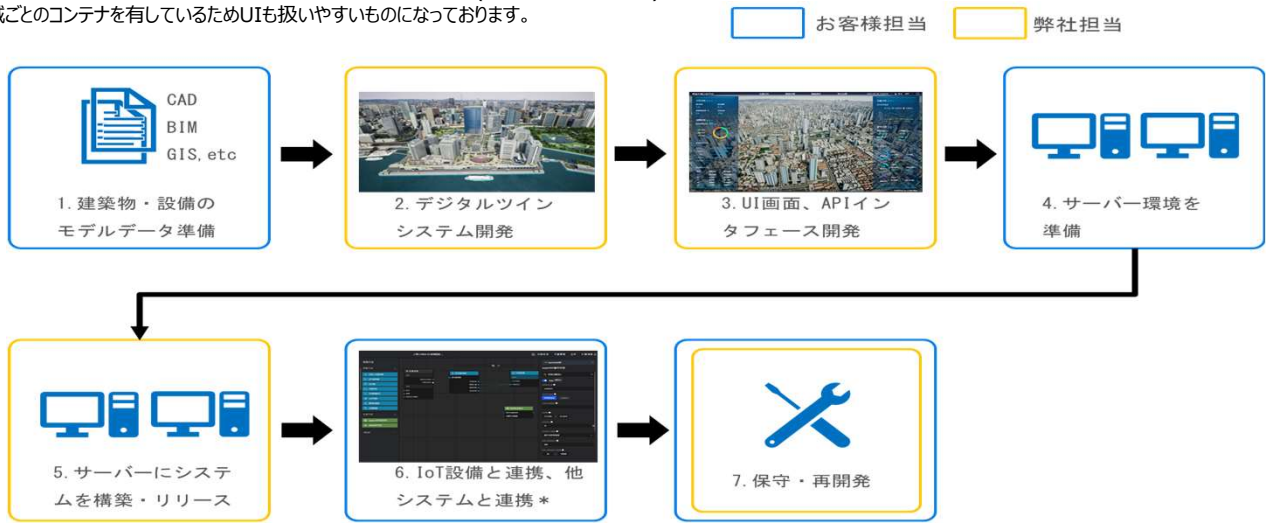 ごとのコンテナを有しているためUIも扱いやすいものになっております。
お客様担当
弊社担当
CAD
BIM
GIS, etc
1. 建築物・設備の
モデルデータ準備
2. デジタルツイン
システム開発
3. UI画面、APIイン
タフェース開発
4. サーバー環境を
準備
5. サーバーにシステ
ムを構築・リリース
6. IoT設備と連携、他
システムと連携*
7. 保守・再開発